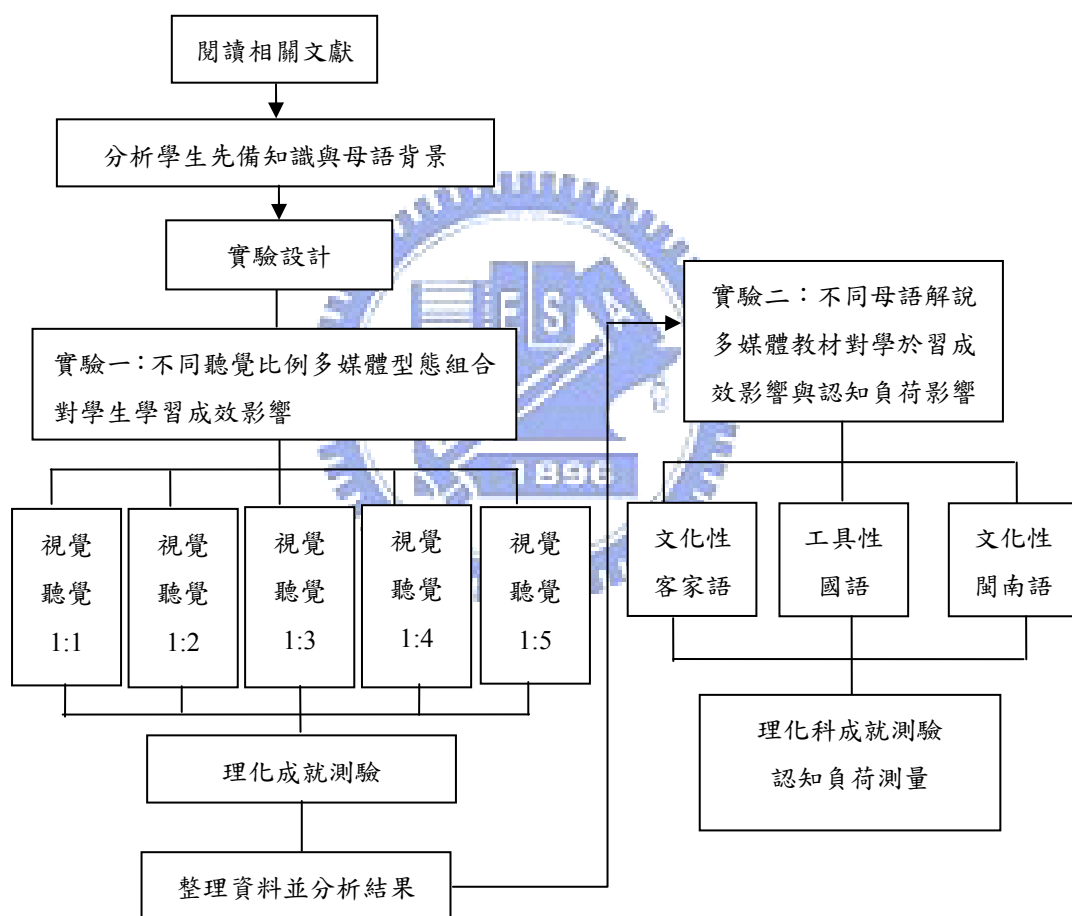 閱讀相關文獻
分析學生先備知識與母語背景
實驗設計
實驗一：不同聽覺比例多媒體型態組合
對學生學習成效影響
視覺
聽覺
1:1
視覺
聽覺
1:2
視覺
聽覺
1:3
視覺
聽覺
1:4
視覺
聽覺
1:5
理化成就測驗
整理資料並分析結果
實驗二：不同母語解說
多媒體教材對學於習成
效影響與認知負荷影響
文化性
客家語
工具性
國語
文化性
閩南語
理化科成就測驗
認知負荷測量
E S A
1896